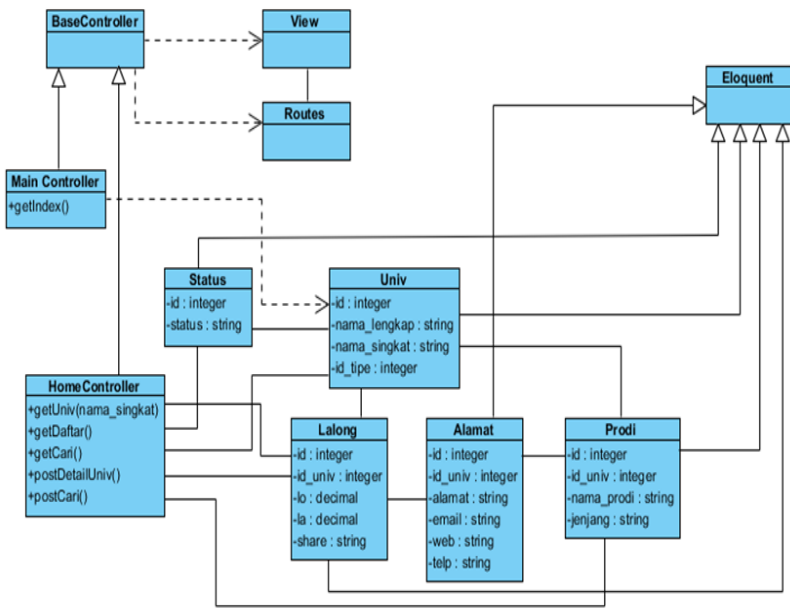 BaseController
View
Eloquent
Routes
Main Controller
+getIndex()
Status
-id : integer
-status : string
Univ
-id : integer
-nama_lengkap : string
-nama_singkat : string
-id_tipe : integer
HomeController
+getUniv(nama_singkat)
+getDaftar()
+getCari()
+postDetailUniv()
+postCari()
Lalong
-id : integer
-id_univ : integer
-lo : decimal
-la : decimal
-share : string
Alamat
-id : integer
-id_univ : integer
-alamat : string
-email : string
-web : string
-telp : string
Prodi
-id : integer
-id_univ : integer
-nama_prodi : string
-jenjang : string